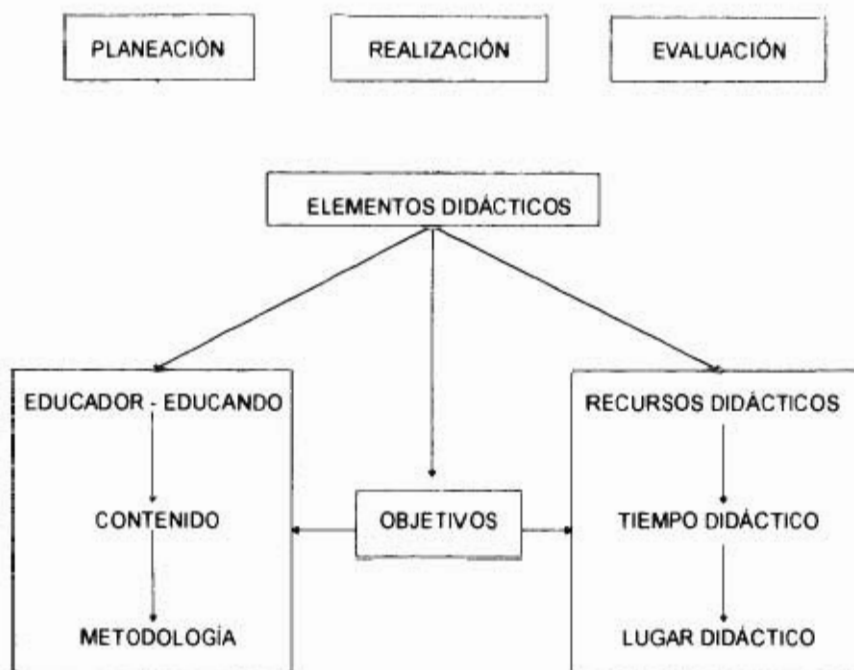 PLANEACIÓN
REALIZACIÓN
EVALUACIÓN
ELEMENTOS DIDÁCTICOS
EDUCADOR - EDUCANDO
CONTENIDO
METODOLOGÍA
OBJETIVOS
RECURSOS DIDÁCTICOS
TIEMPO DIDÁCTICO
LUGAR DIDÁCTICO